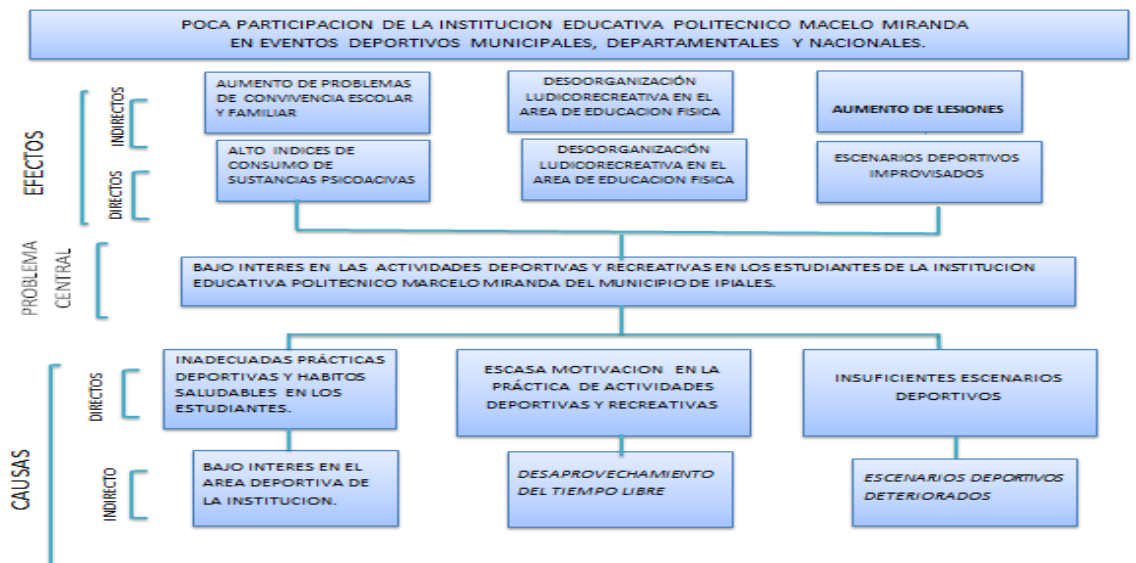 POCA PARTICIPACION DE LA INSTITUCION EDUCATIVA POLITECNICO MACELO MIRANDA
EN EVENTOS DEPORTIVOS MUNICIPALES, DEPARTAMENTALES Y NACIONALES.
EFECTOS
INDIRECTOS
AUMENTO DE PROBLEMAS
DE CONVIVENCIA ESCOLAR
Y FAMILIAR
DESOORGANIZACIÓN
LUDICORECREATIVA EN EL
AREA DE EDUCACION FISICA
AUMENTO DE LESIONES
DIRECTOS
ALTO INDICES DE
CONSUMO DE
SUSTANCIAS PSICOACIVAS
DESOORGANIZACIÓN
LUDICORECREATIVA EN EL
AREA DE EDUCACION FISICA
ESCENARIOS DEPORTIVOS
IMPROVISADOS
PROBLEMA
CENTRAL
BAJO INTERES EN LAS ACTIVIDADES DEPORTIVAS Y RECREATIVAS EN LOS ESTUDIANTES DE LA INSTITUCION
EDUCATIVA POLITECNICO MARCELO MIRANDA DEL MUNICIPIO DE IPIALES.
CAUSAS
DIRECTOS
INADECUADAS PRÁCTICAS
DEPORTIVAS Y HABITOS
SALUDABLES EN LOS
ESTUDIANTES.
ESCASA MOTIVACION EN LA
PRÁCTICA DE ACTIVIDADES
DEPORTIVAS Y RECREATIVAS
INSUFICIENTES ESCENARIOS
DEPORTIVOS
INDIRECTO
BAJO INTERES EN EL
AREA DEPORTIVA DE
LA INSTITUCION.
DESAPROVECHAMIENTO
DEL TIEMPO LIBRE
ESCENARIOS DEPORTIVOS
DETERIORADOS